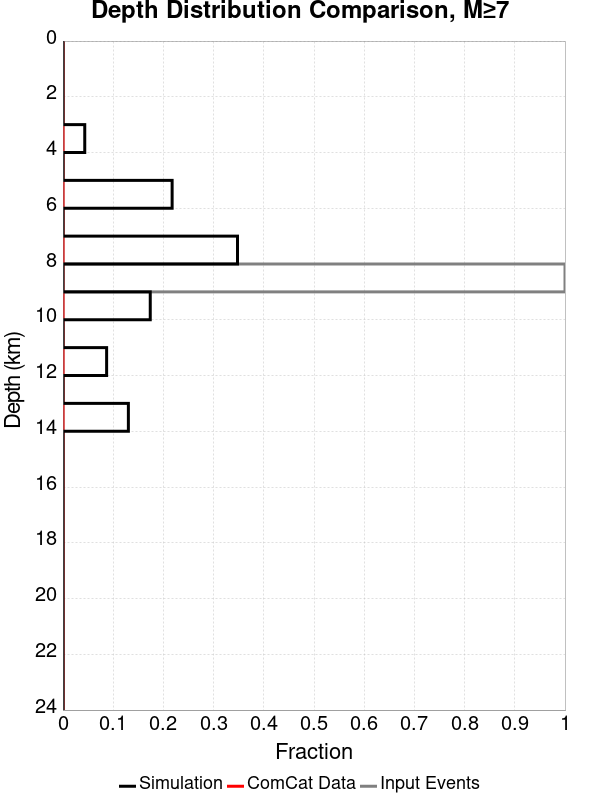 Depth Distribution Comparison, M≥7
0
2
4
6
8
10
12
14
16
18
20
22
24
Depth (km)
0 0.1 0.2 0.3 0.4 0.5 0.6 0.7 0.8 0.9 1
Fraction
Simulation ComCat Data Input Events